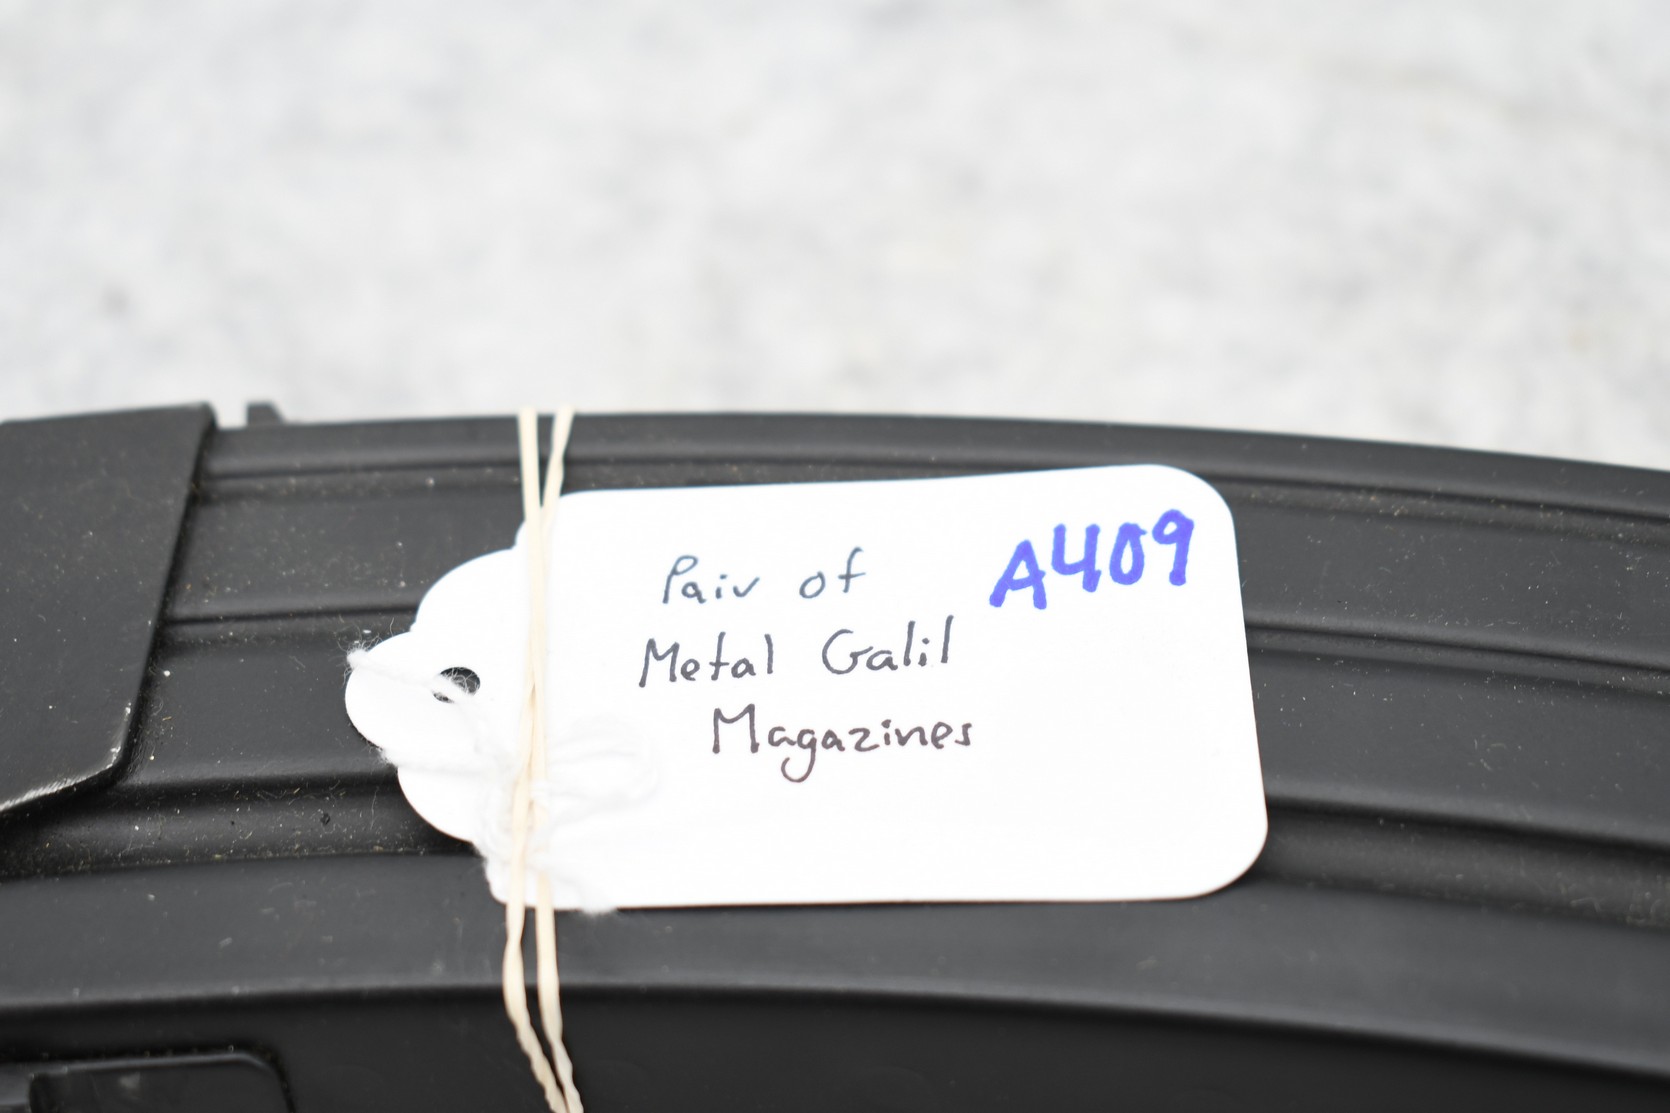 A409
Pair of
Metal Galil
Magazines